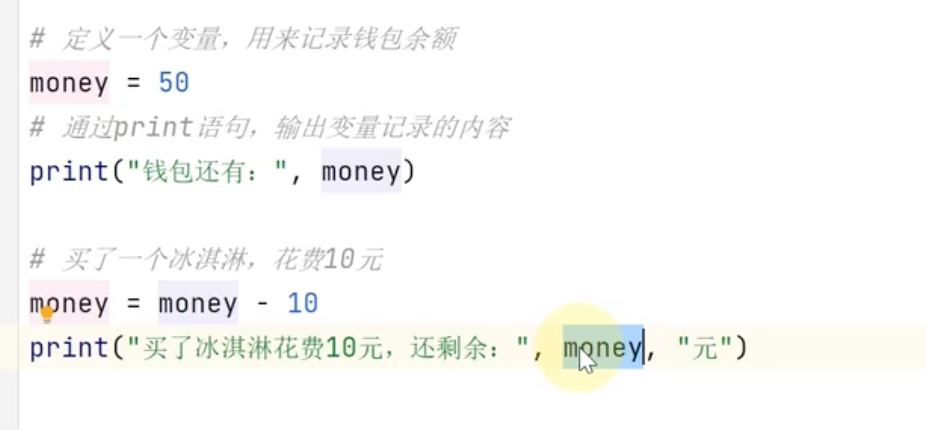 # 定义一个变量，用来记录钱包余额
money = 50
# 通过print语句，输出变量记录的内容
print("钱包还有：", money)
# 买了一个冰淇淋，花费10元
money = money - 10
print("买了冰淇淋花费10元，还剩余：", money, "元")